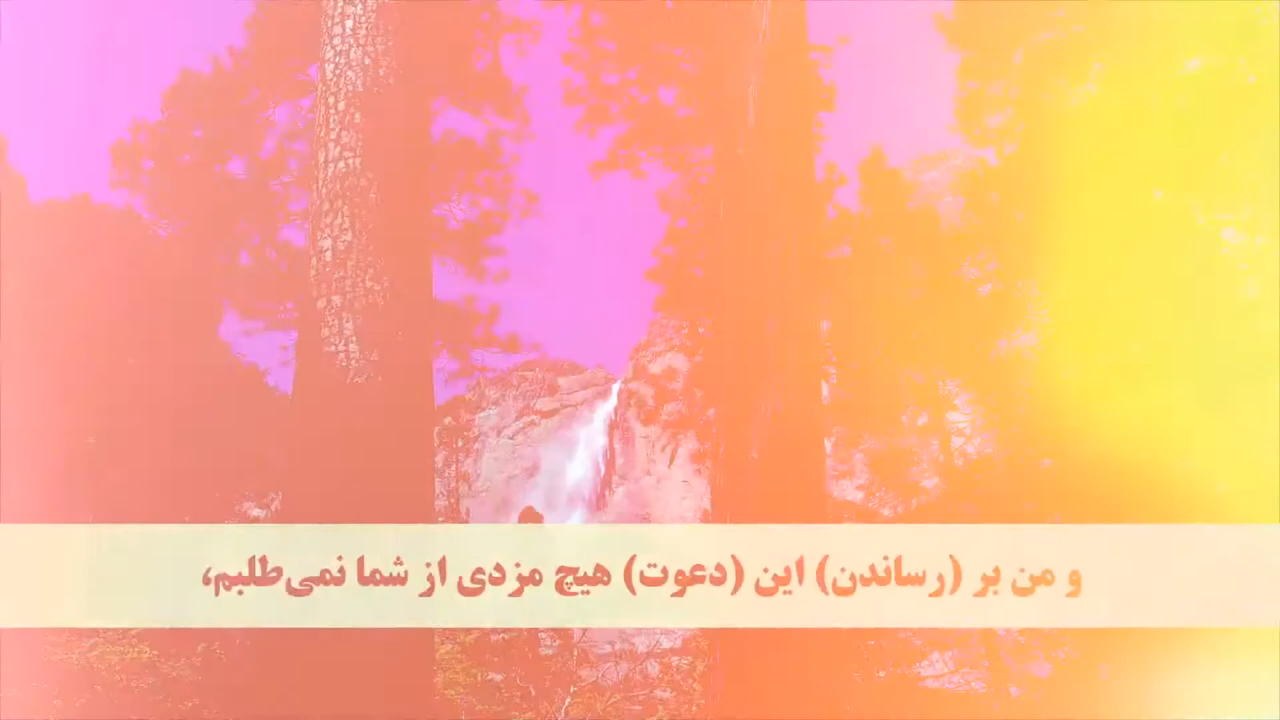 و من بر (رساندن) این (دعوت) هیچ مزدی از شما نمی‌طلبم،